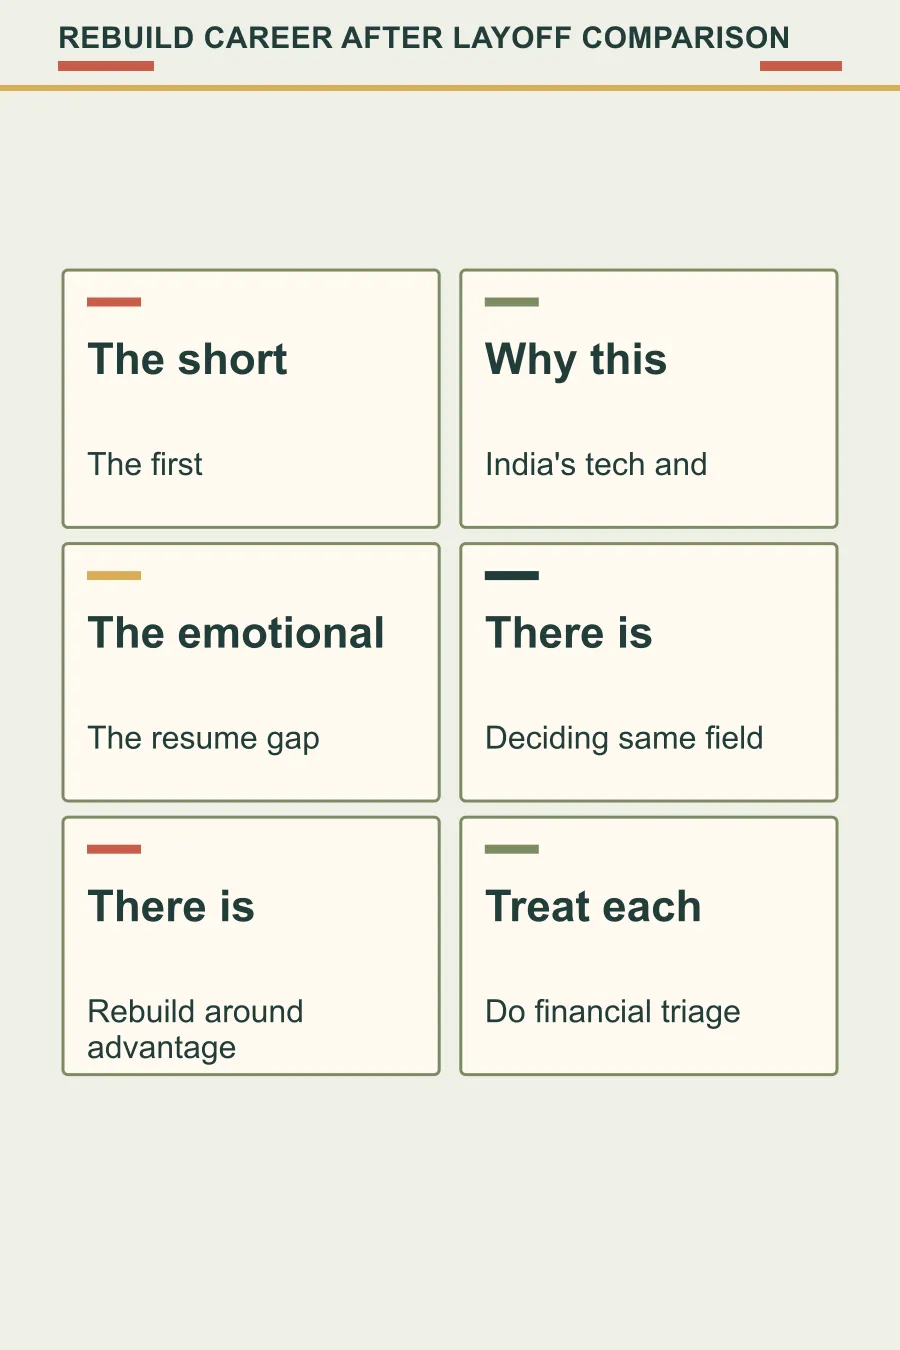 REBUILD CAREER AFTER LAYOFF COMPARISON
The short
The first
Why this
India's tech and
The emotional
The resume gap
There is
Deciding same field
There is
Rebuild around
advantage
Treat each
Do financial triage